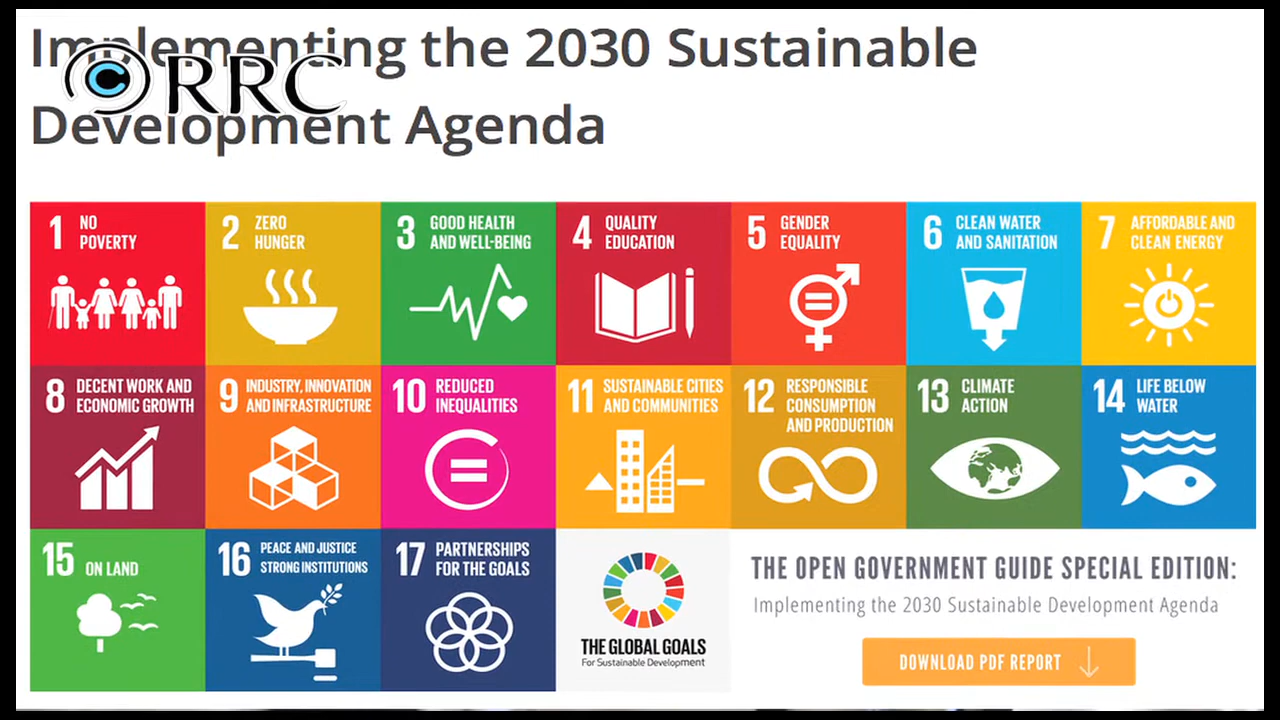 Implementing the 2030 Sustainable
Development Agenda
RRC
1 NO
POVERTY
2 ZERO
HUNGER
3 GOOD HEALTH
AND WELL-BEING
4 QUALITY
EDUCATION
5 GENDER
EQUALITY
6 CLEAN WATER
AND SANITATION
7 AFFORDABLE AND
CLEAN ENERGY
8 DECENT WORK AND
ECONOMIC GROWTH
9 INDUSTRY, INNOVATION
AND INFRASTRUCTURE
10 REDUCED
INEQUALITIES
11 SUSTAINABLE CITIES
AND COMMUNITIES
12 RESPONSIBLE
CONSUMPTION
AND PRODUCTION
13 CLIMATE
ACTION
14 LIFE BELOW
WATER
15 ON LAND
16 PEACE AND JUSTICE
STRONG INSTITUTIONS
17 PARTNERSHIPS
FOR THE GOALS
THE GLOBAL GOALS
For Sustainable Development
THE OPEN GOVERNMENT GUIDE SPECIAL EDITION:
Implementing the 2030 Sustainable Development Agenda
DOWNLOAD PDF REPORT